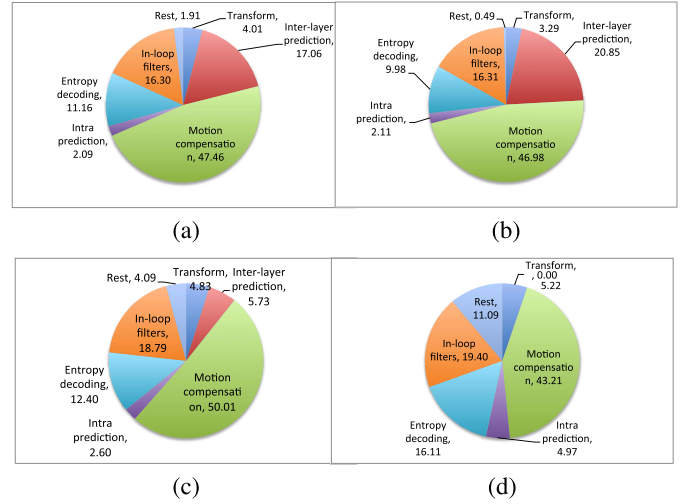 Rest, 1.91
Transform,
4.01
Inter-layer
prediction,
17.06
In-loop
filters,
16.30
Entropy
decoding,
11.16
Intra
prediction,
2.09
Motion
compensatio
n, 47.46
(a)
Rest, 0.49
Transform,
3.29
Inter-layer
prediction,
20.85
In-loop
filters,
16.31
Entropy
decoding,
9.98
Intra
prediction,
2.11
Motion
compensatio
n, 46.98
(b)
Rest, 4.09
Transform,
4.83
Inter-layer
prediction,
5.73
In-loop
filters,
18.79
Entropy
decoding,
12.40
Intra
prediction,
2.60
Motion
compensati
on, 50.01
(c)
Transform,
, 0.00
5.22
Rest,
11.09
In-loop
filters, 19.40
Motion
compensatio
n, 43.21
Entropy
decoding,
16.11
Intra
prediction,
4.97
(d)